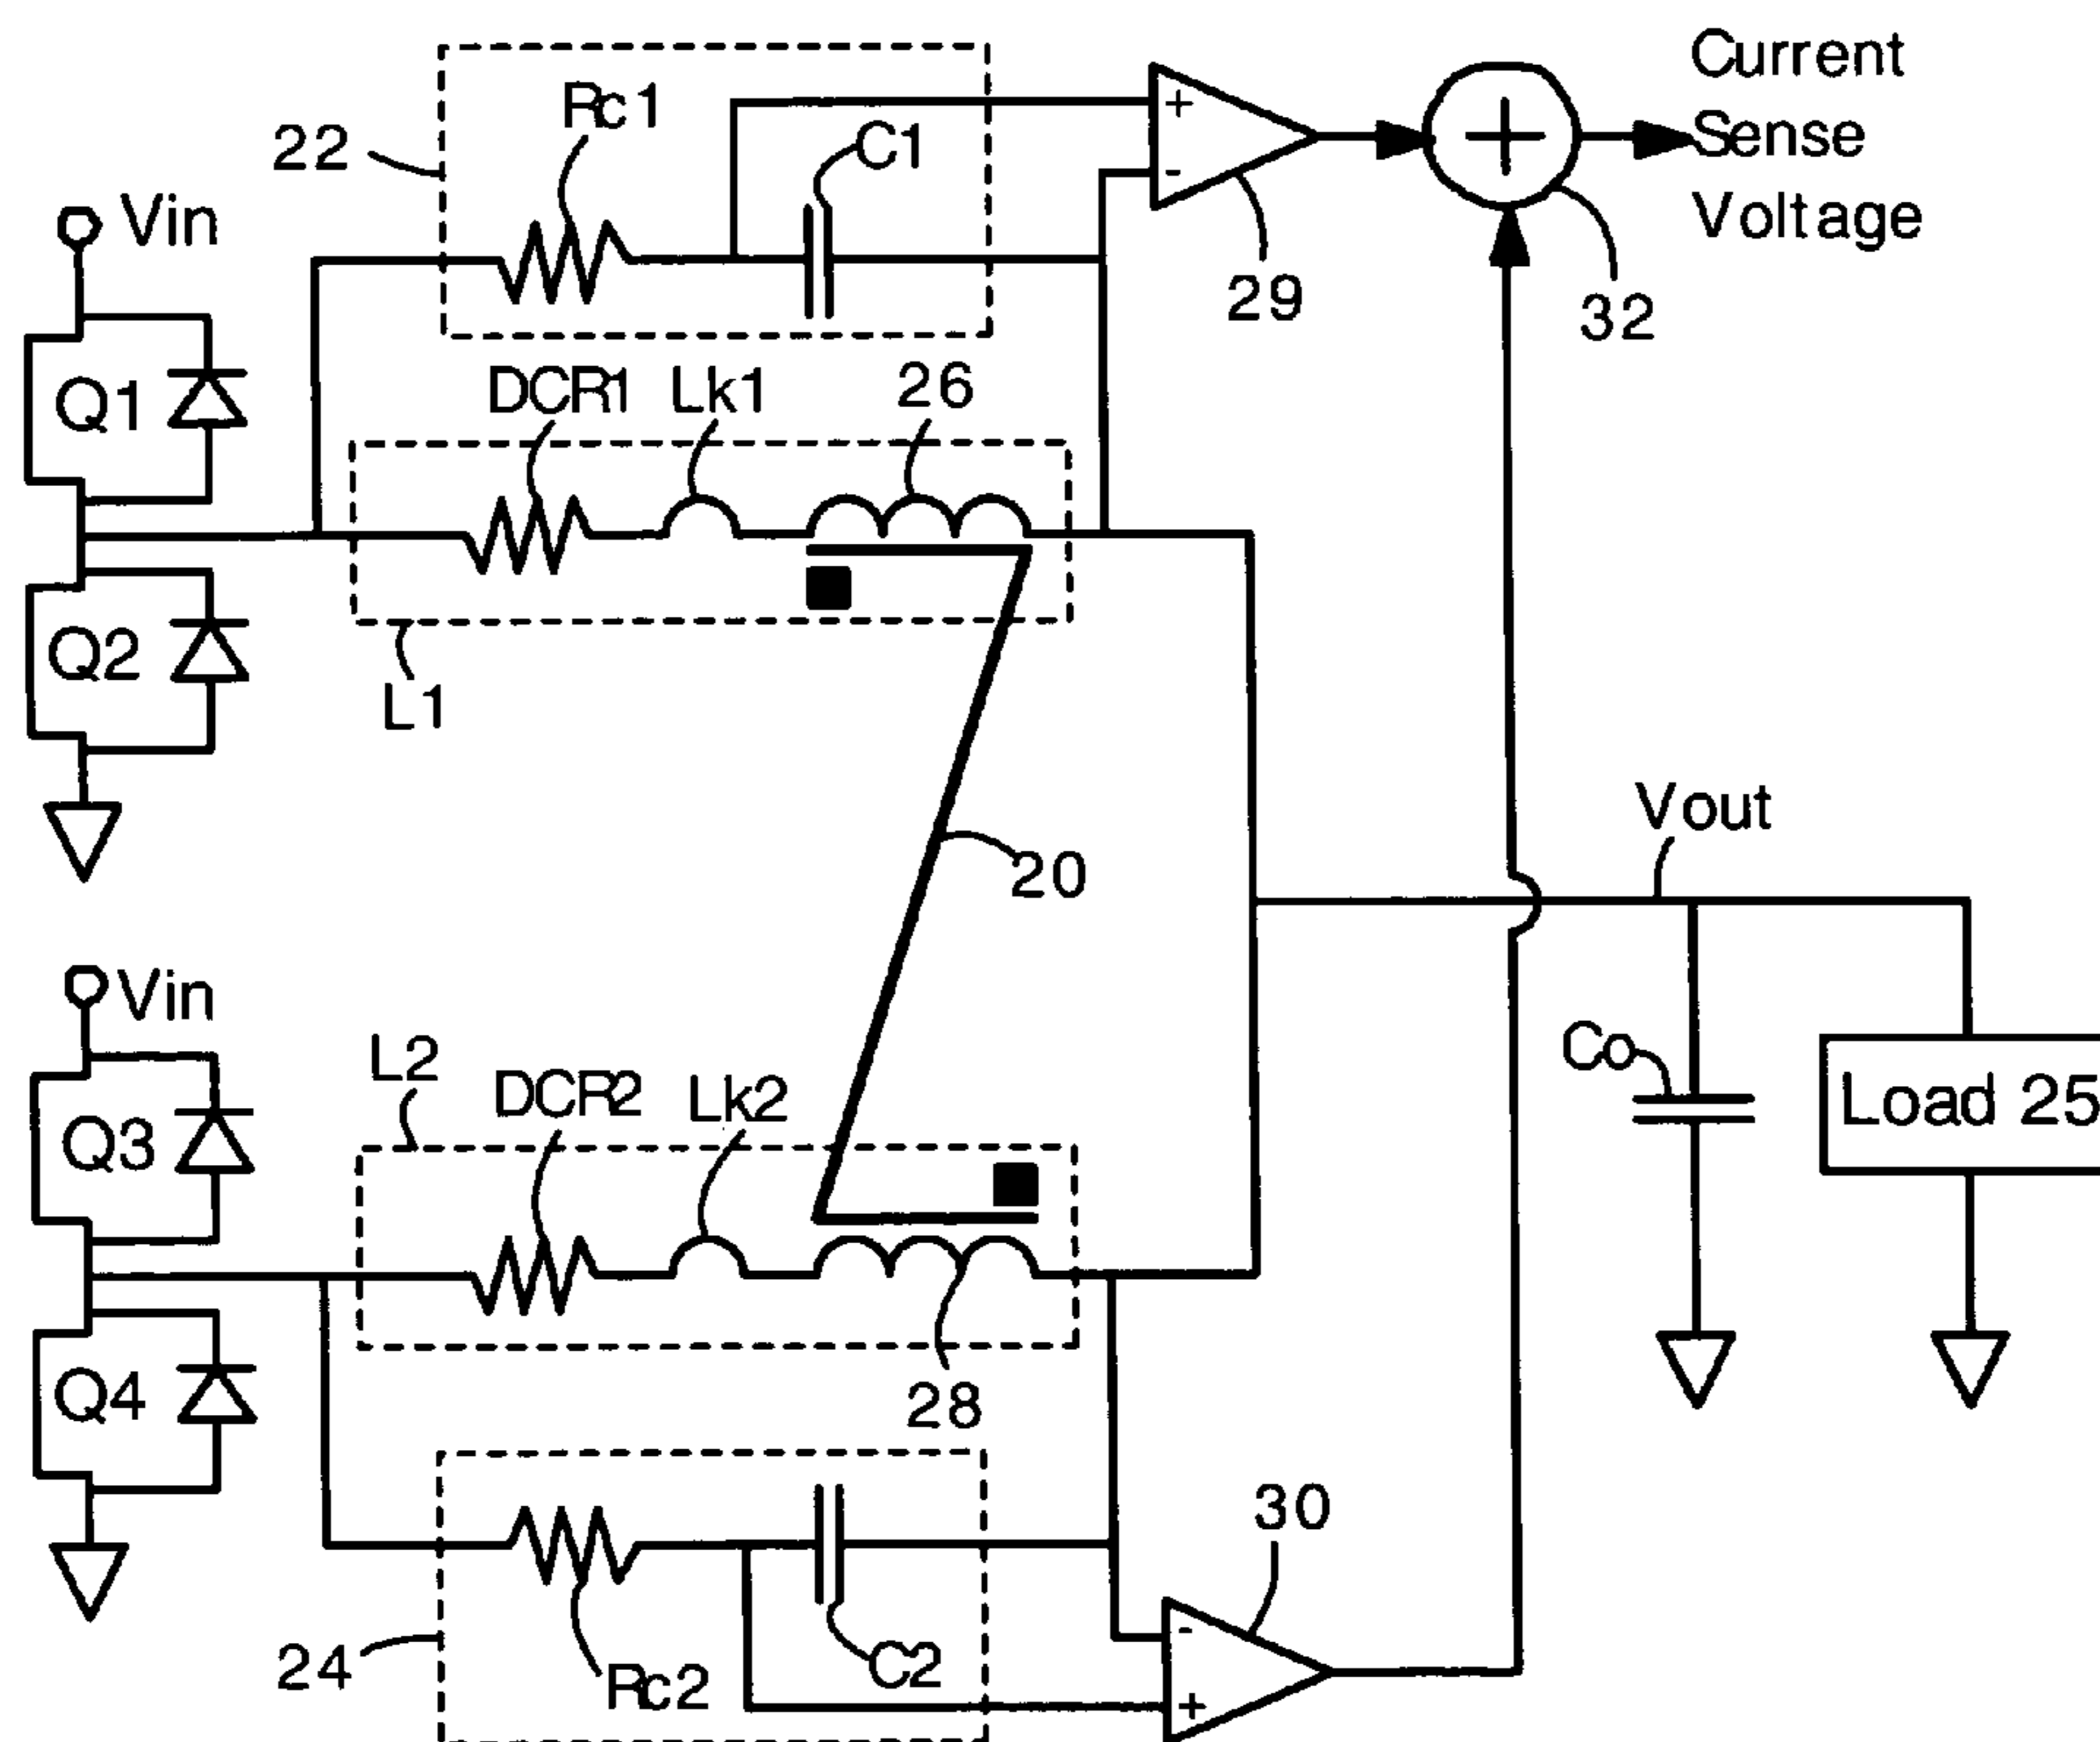 Current
Sense
Voltage
Rc1
C1
22
+
-
+
29
32
Vin
Q1
DCR1
Lk1
26
Q2
L1
20
Vout
Vin
L2
DCR2
Lk2
Co
Load 25
Q3
Q4
28
30
24
Rc2
C2
-
+